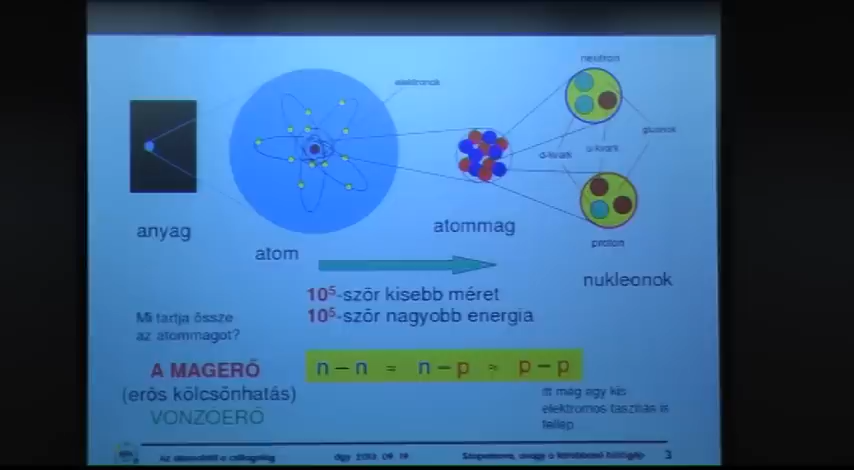 neutron
elektronok
gluonok
d-kvark
u-kvark
anyag
atommag
proton
atom
nukleonok
10⁵-ször kisebb méret
10⁵-ször nagyobb energia
Mi tartja össze
az atommagot?
A MAGERŐ
n – n = n – p > p – p
(erős kölcsönhatás)
VONZÓERŐ
itt még egy kis
elektromos taszítás is
fellép
3